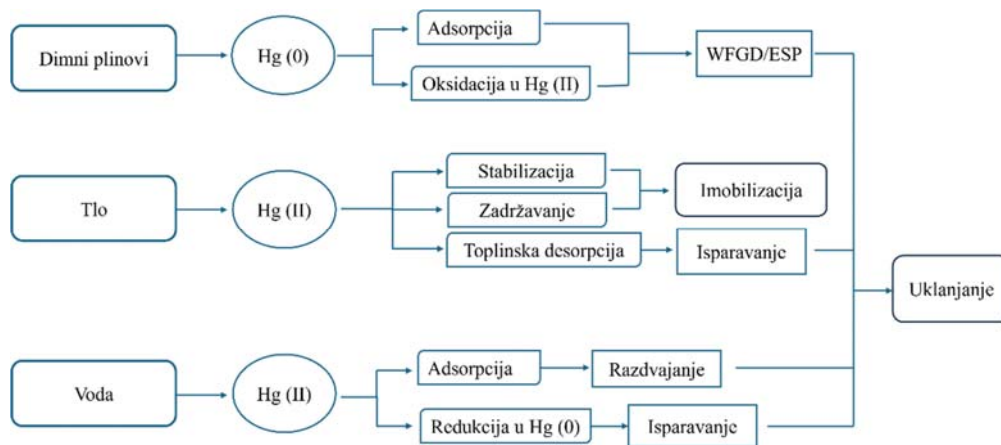 Dimni plinovi
Hg (0)
Adsorpcija
Oksidacija u Hg (II)
WFGD/ESP
Tlo
Hg (II)
Stabilizacija
Zadržavanje
Toplinska desorpcija
Imobilizacija
Isparavanje
Uklanjanje
Voda
Hg (II)
Adsorpcija
Razdvajanje
Redukcija u Hg (0)
Isparavanje